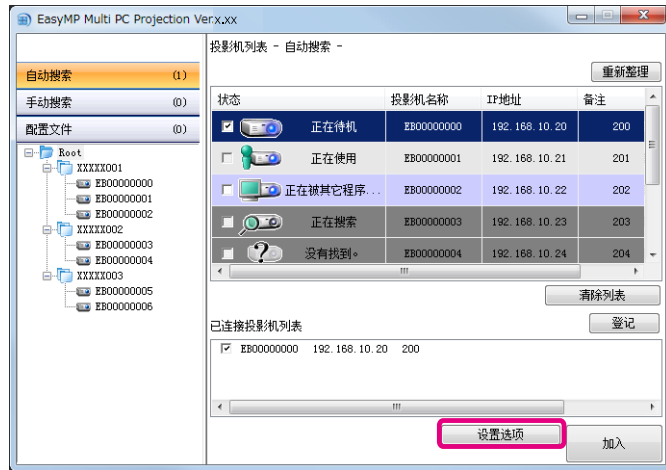 EasyMP Multi PC Projection Ver.x.xx
投影机列表 - 自动搜索 -
自动搜索 (1)
手动搜索 (0)
配置文件 (0)
重新整理
状态 投影机名称 IP地址 备注
正在待机 EB00000000 192.168.10.20 200
正在使用 EB00000001 192.168.10.21 201
正在被其它程序... EB00000002 192.168.10.22 202
正在搜索 EB00000003 192.168.10.23 203
没有找到。 EB00000004 192.168.10.24 204
Root
XXXXX001
EB00000000
EB00000001
EB00000002
XXXXX002
EB00000003
EB00000004
XXXXX003
EB00000005
EB00000006
清除列表
已连接投影机列表
登记
EB00000000 192.168.10.20 200
设置选项
加入